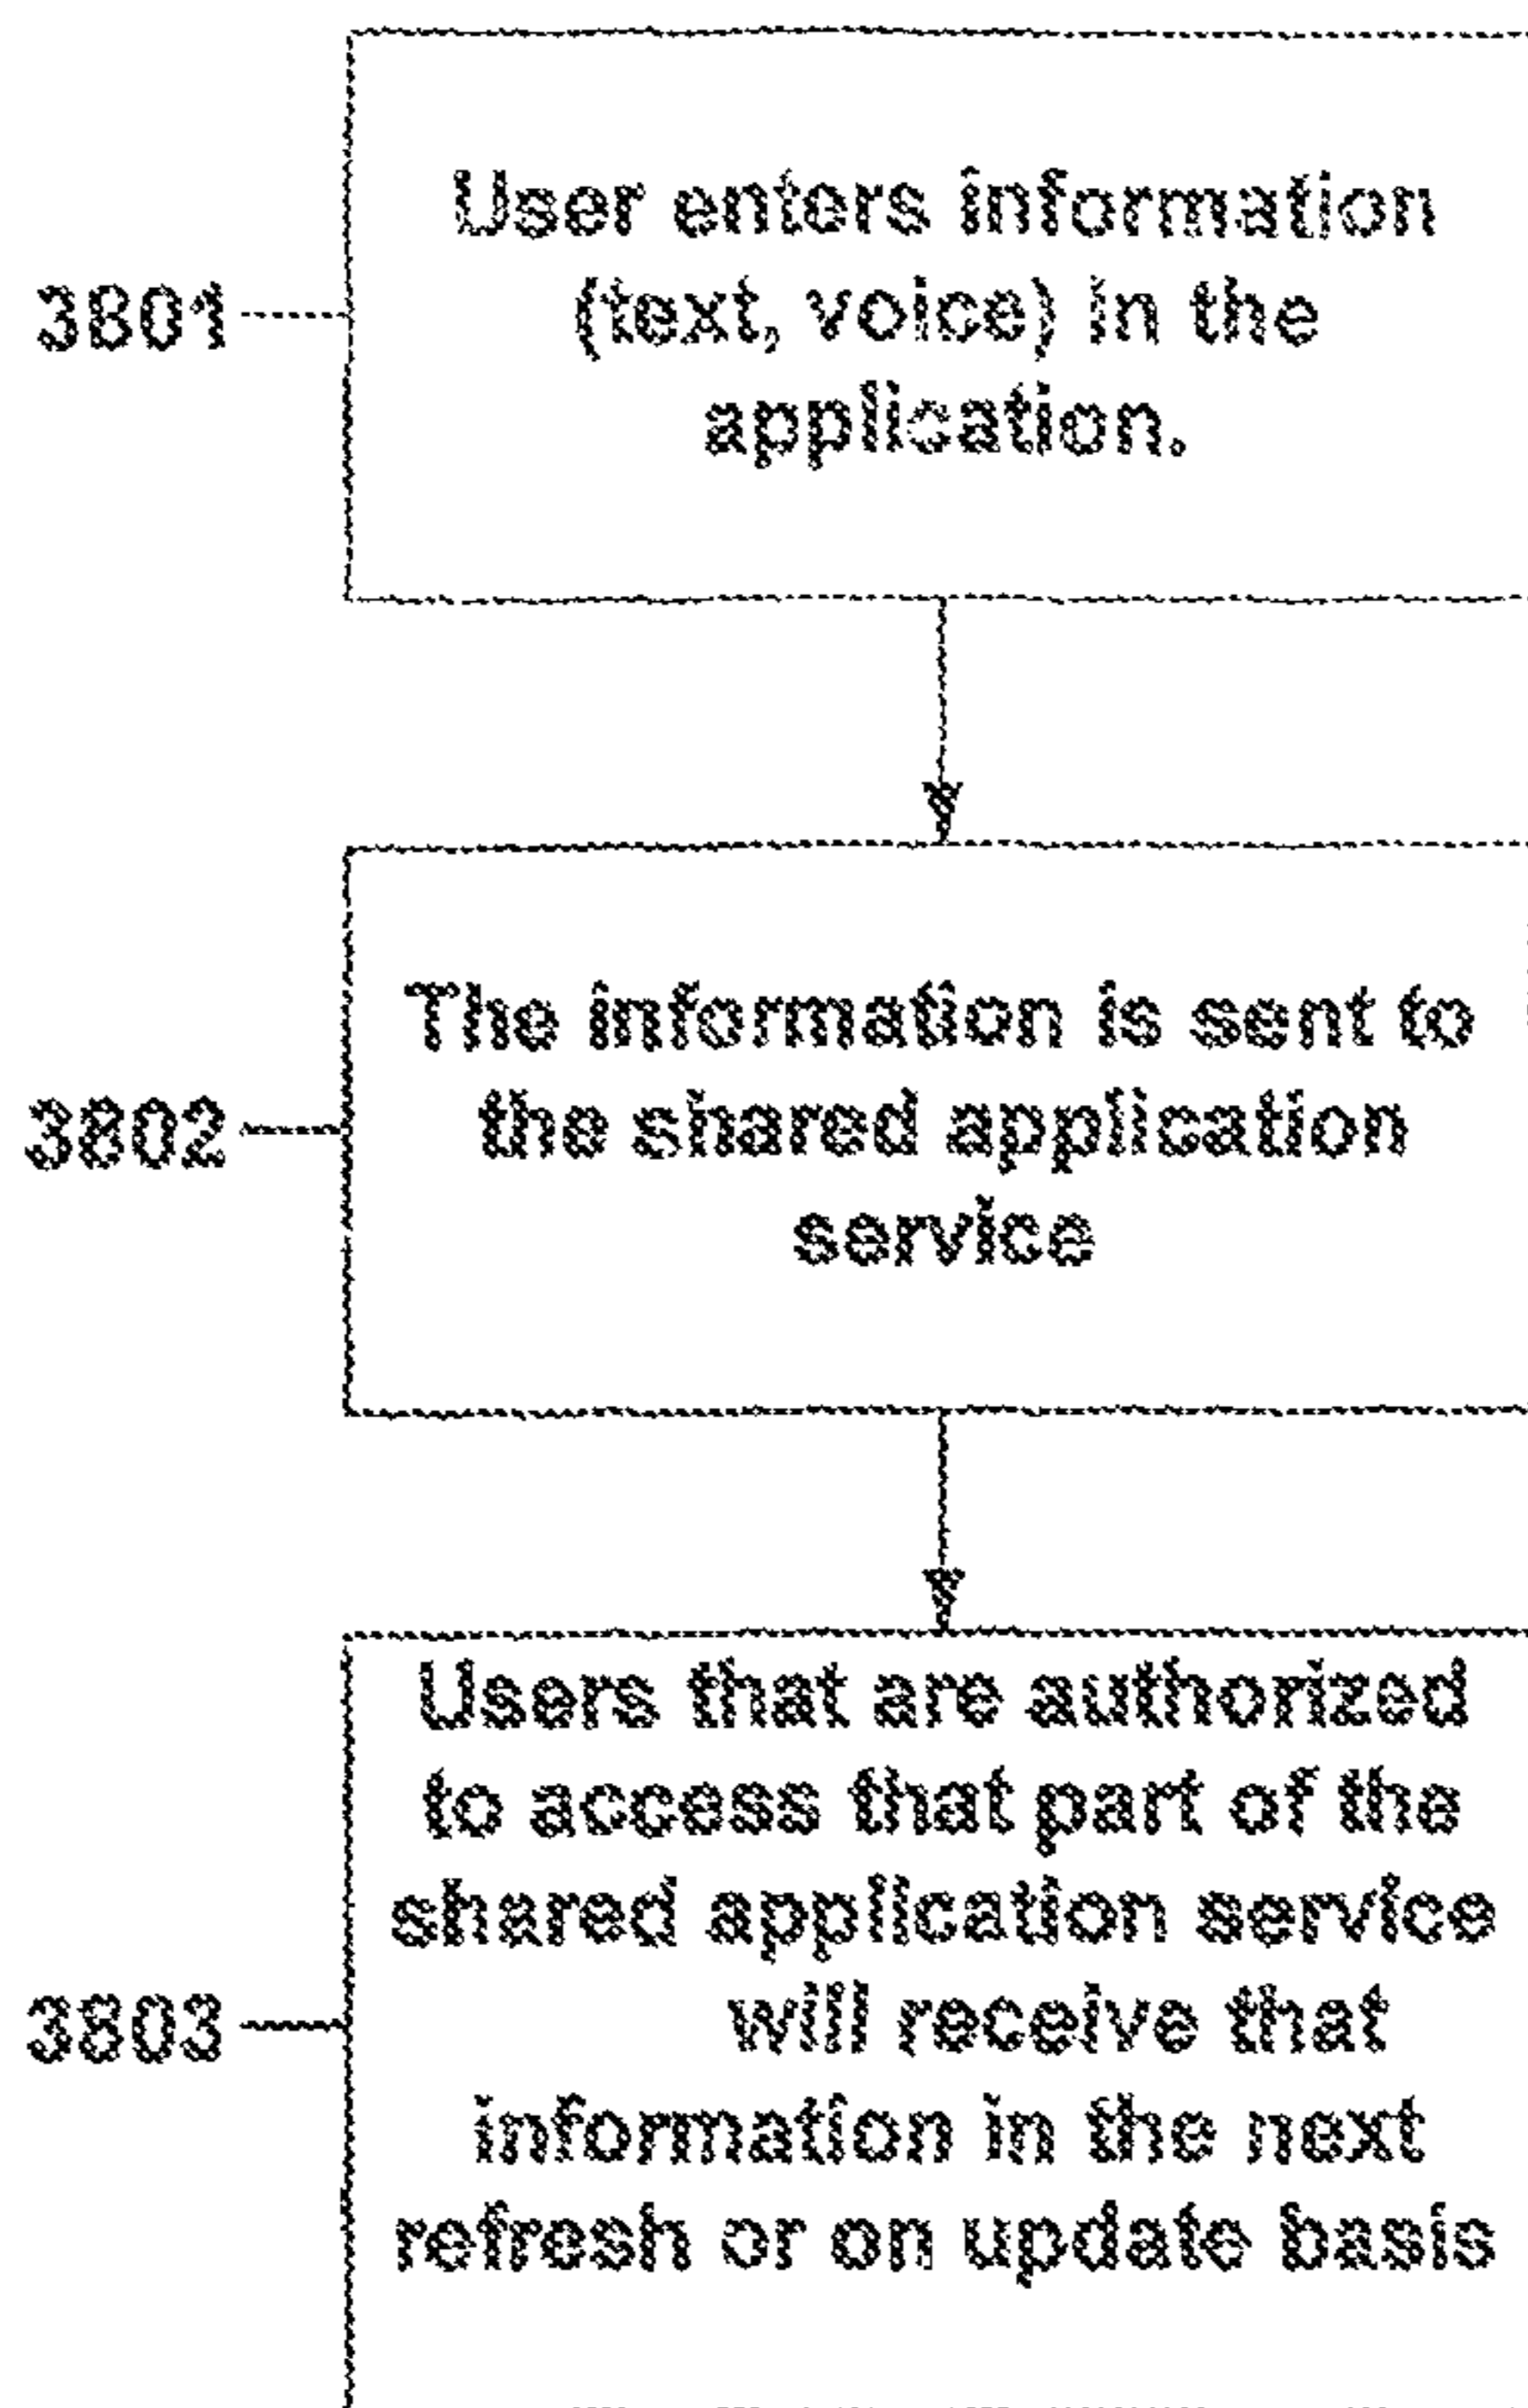 User enters information
3801
(text, voice) in the
application.
The information is sent to
3802
the shared application
service
Users that are authorized
to access that part of the
shared application service
3803
will receive that
information in the next
refresh or on update basis